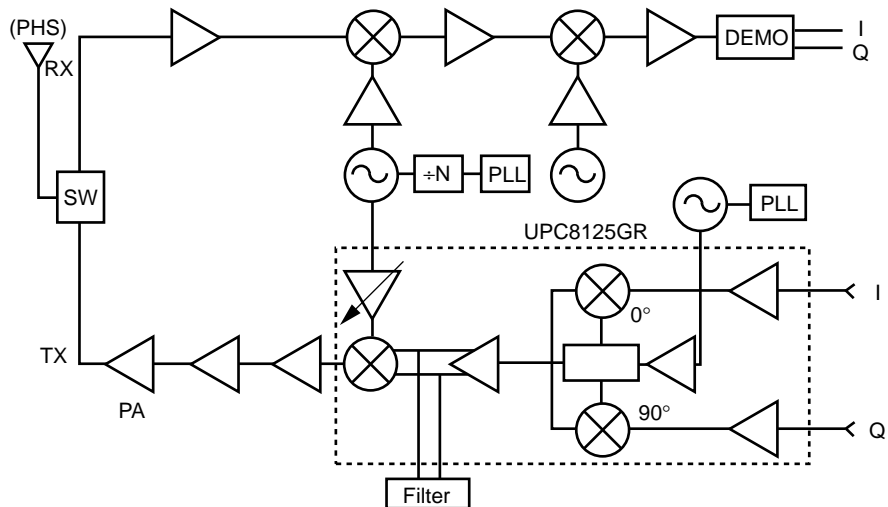 (PHS)
RX
I
Q
DEMO
÷N
PLL
SW
PLL
UPC8125GR
0°
I
TX
PA
90°
Q
Filter